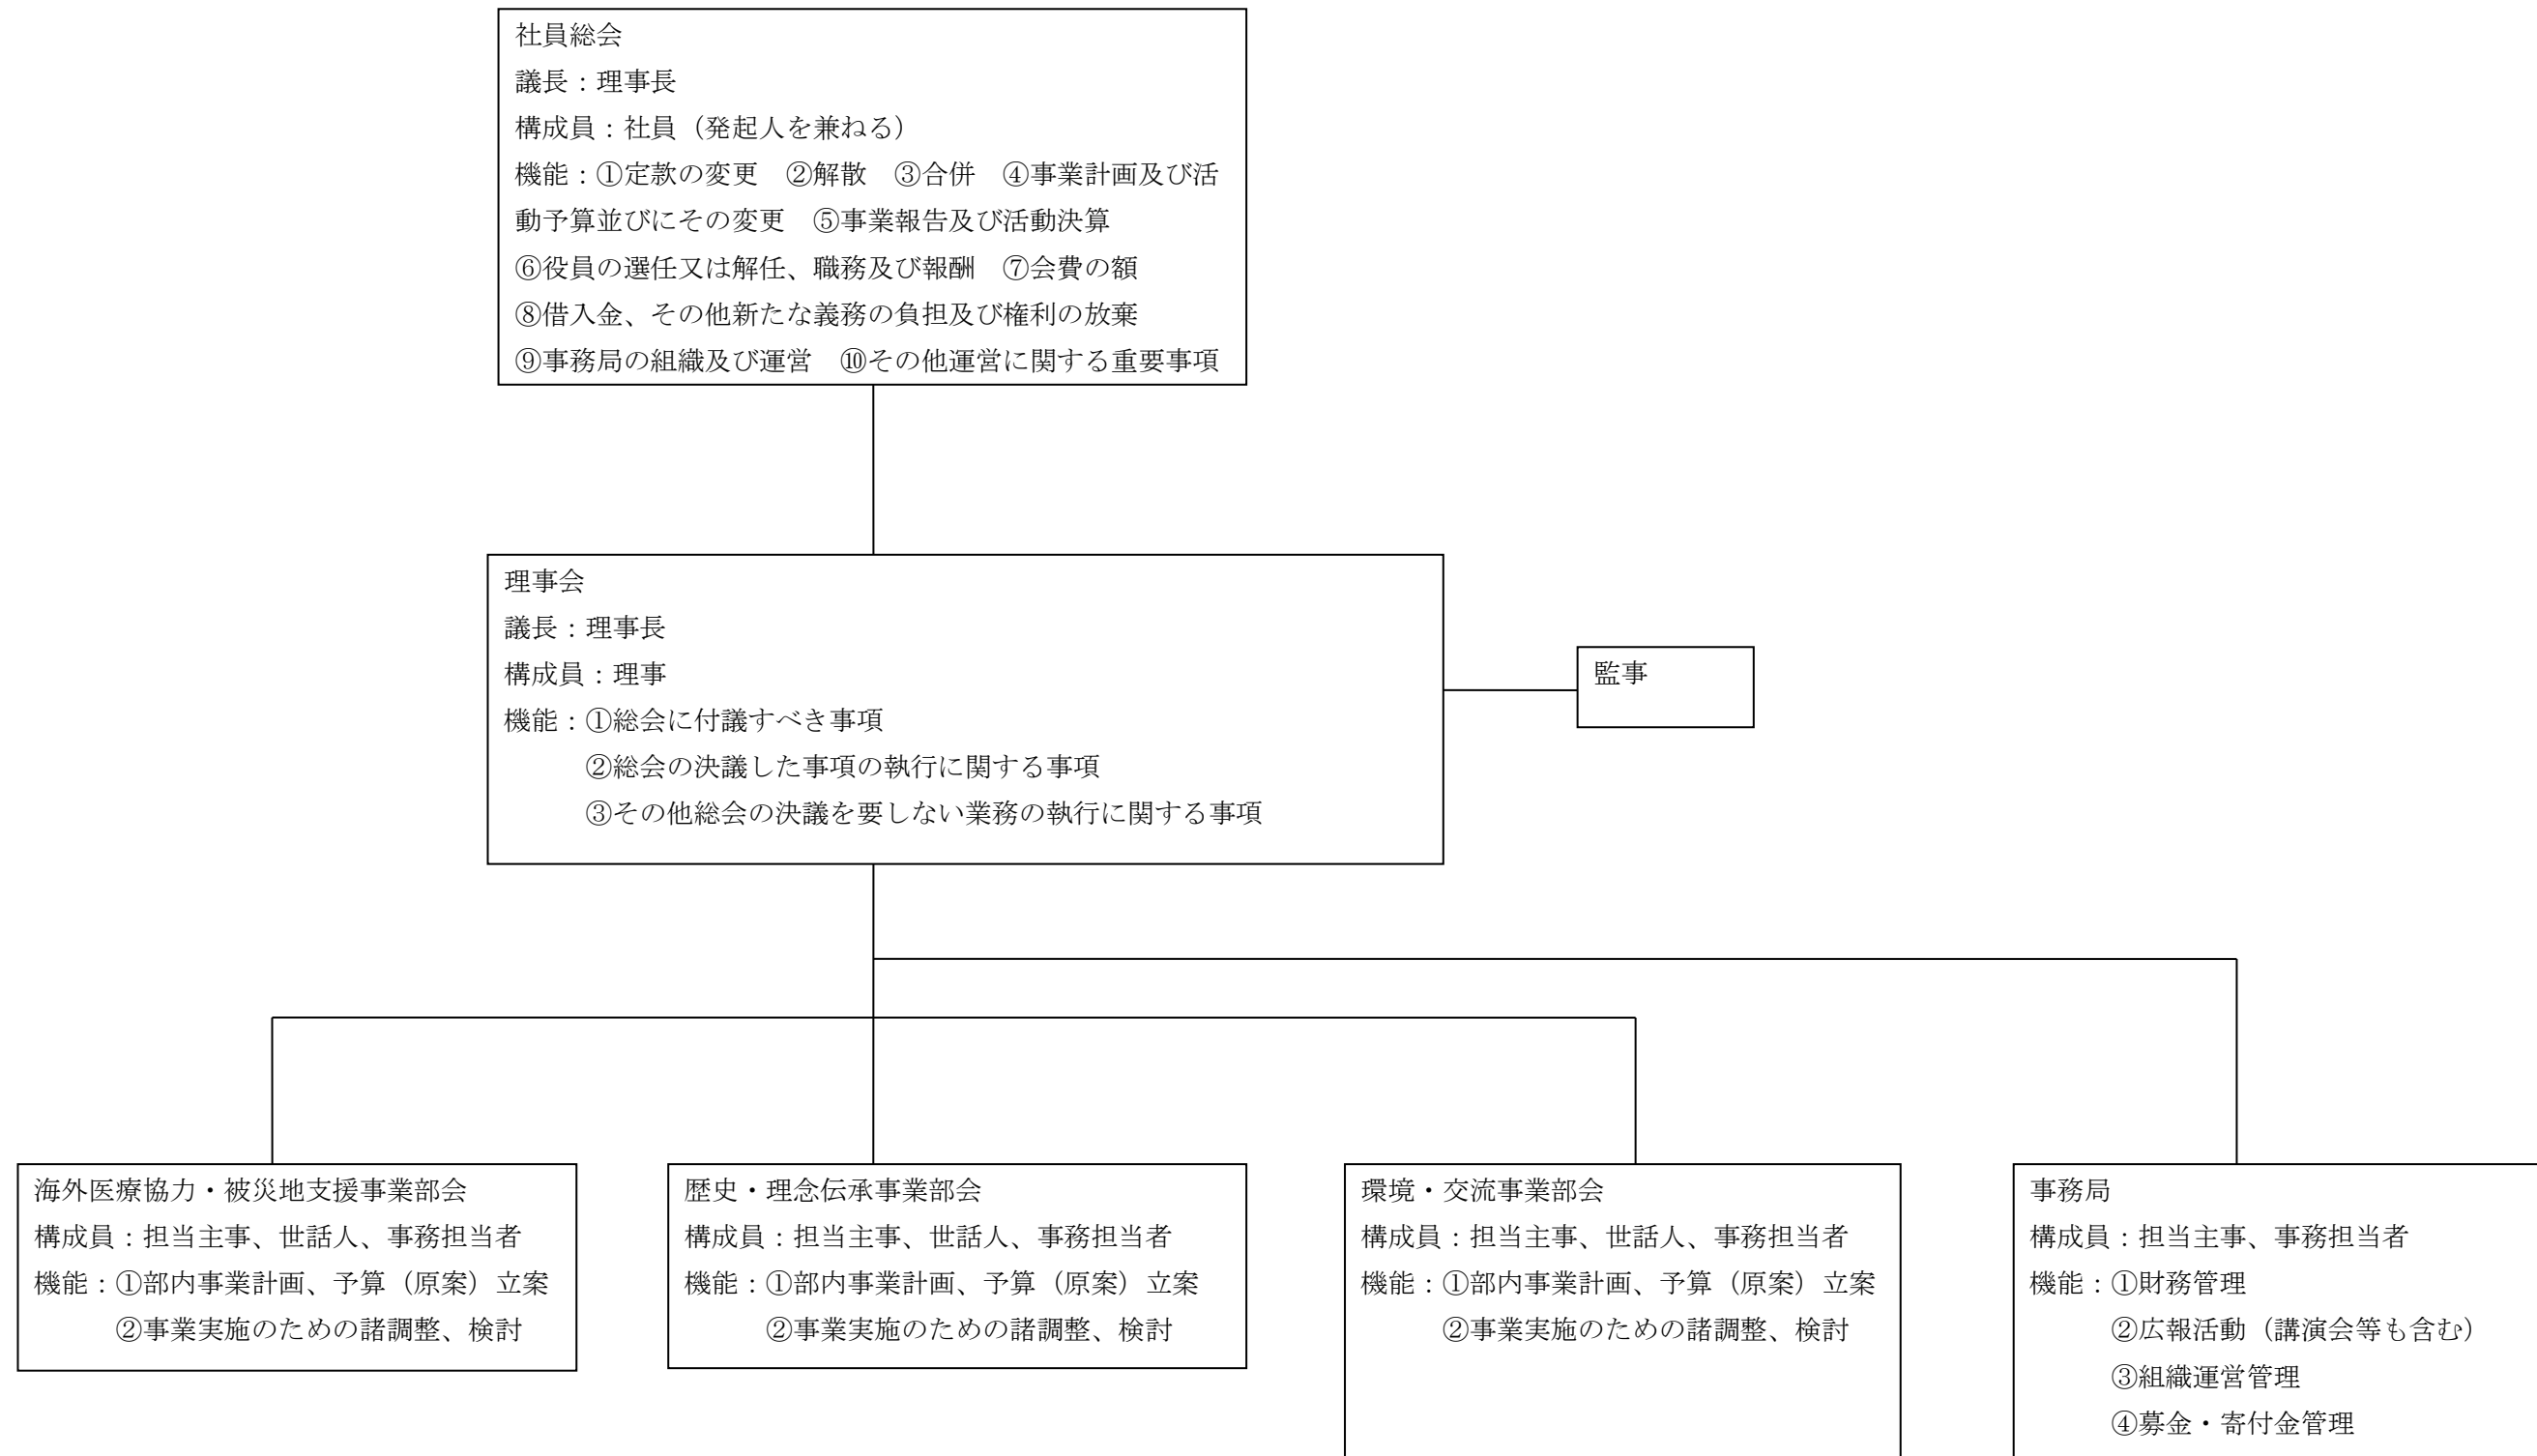 社員総会
議長：理事長
構成員：社員（発起人を兼ねる）
機能：①定款の変更　②解散　③合併　④事業計画及び活
動予算並びにその変更　⑤事業報告及び活動決算
⑥役員の選任又は解任、職務及び報酬　⑦会費の額
⑧借入金、その他新たな義務の負担及び権利の放棄
⑨事務局の組織及び運営　⑩その他運営に関する重要事項
理事会
議長：理事長
構成員：理事
機能：①総会に付議すべき事項
②総会の決議した事項の執行に関する事項
③その他総会の決議を要しない業務の執行に関する事項
監事
海外医療協力・被災地支援事業部会
構成員：担当主事、世話人、事務担当者
機能：①部内事業計画、予算（原案）立案
②事業実施のための諸調整、検討
歴史・理念伝承事業部会
構成員：担当主事、世話人、事務担当者
機能：①部内事業計画、予算（原案）立案
②事業実施のための諸調整、検討
環境・交流事業部会
構成員：担当主事、世話人、事務担当者
機能：①部内事業計画、予算（原案）立案
②事業実施のための諸調整、検討
事務局
構成員：担当主事、事務担当者
機能：①財務管理
②広報活動（講演会等も含む）
③組織運営管理
④募金・寄付金管理